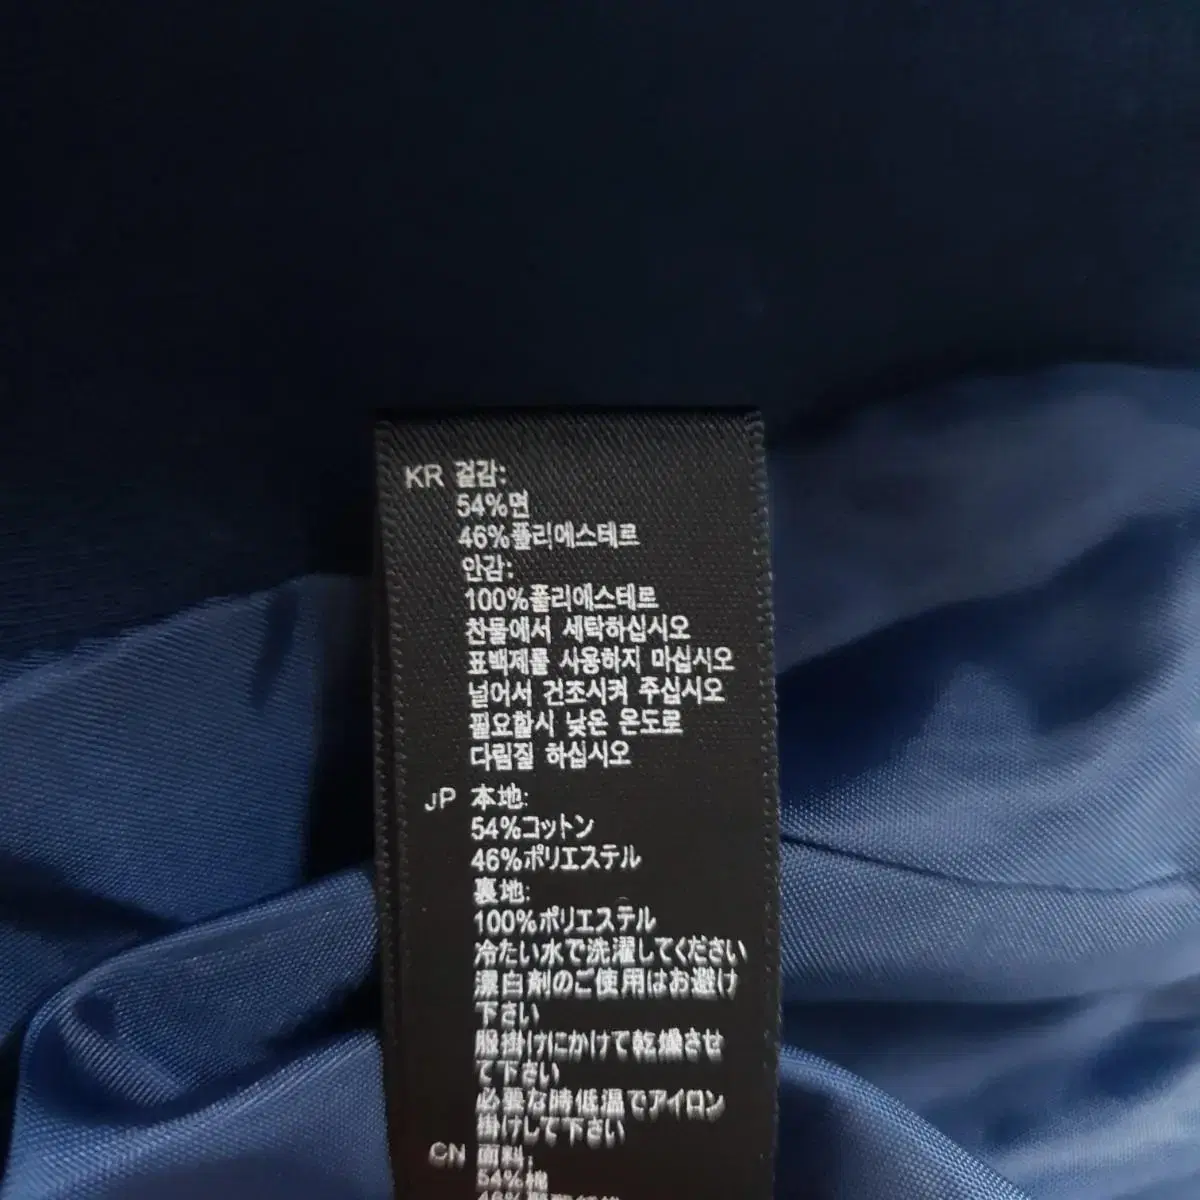 KR 겉감:
54%면
46%폴리에스테르
안감:
100%폴리에스테르
찬물에서 세탁하십시오
표백제를 사용하지 마십시오
널어서 건조시켜 주십시오
필요할시 낮은 온도로
다림질 하십시오
JP 本地:
54%コットン
46%ポリエステル
裏地:
100%ポリエステル
冷たい水で洗濯してください
漂白剤のご使用はお避け
下さい
服掛けにかけて乾燥させ
て下さい
必要な時低温でアイロン
掛けして下さい
CN 面料:
54%棉